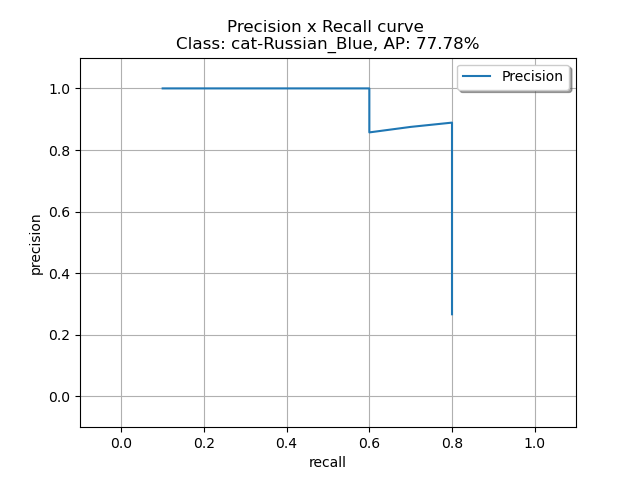 Precision x Recall curve
Class: cat-Russian_Blue, AP: 77.78%
Precision
1.0
0.8
0.6
0.4
0.2
0.0
precision
0.0 0.2 0.4 0.6 0.8 1.0
recall